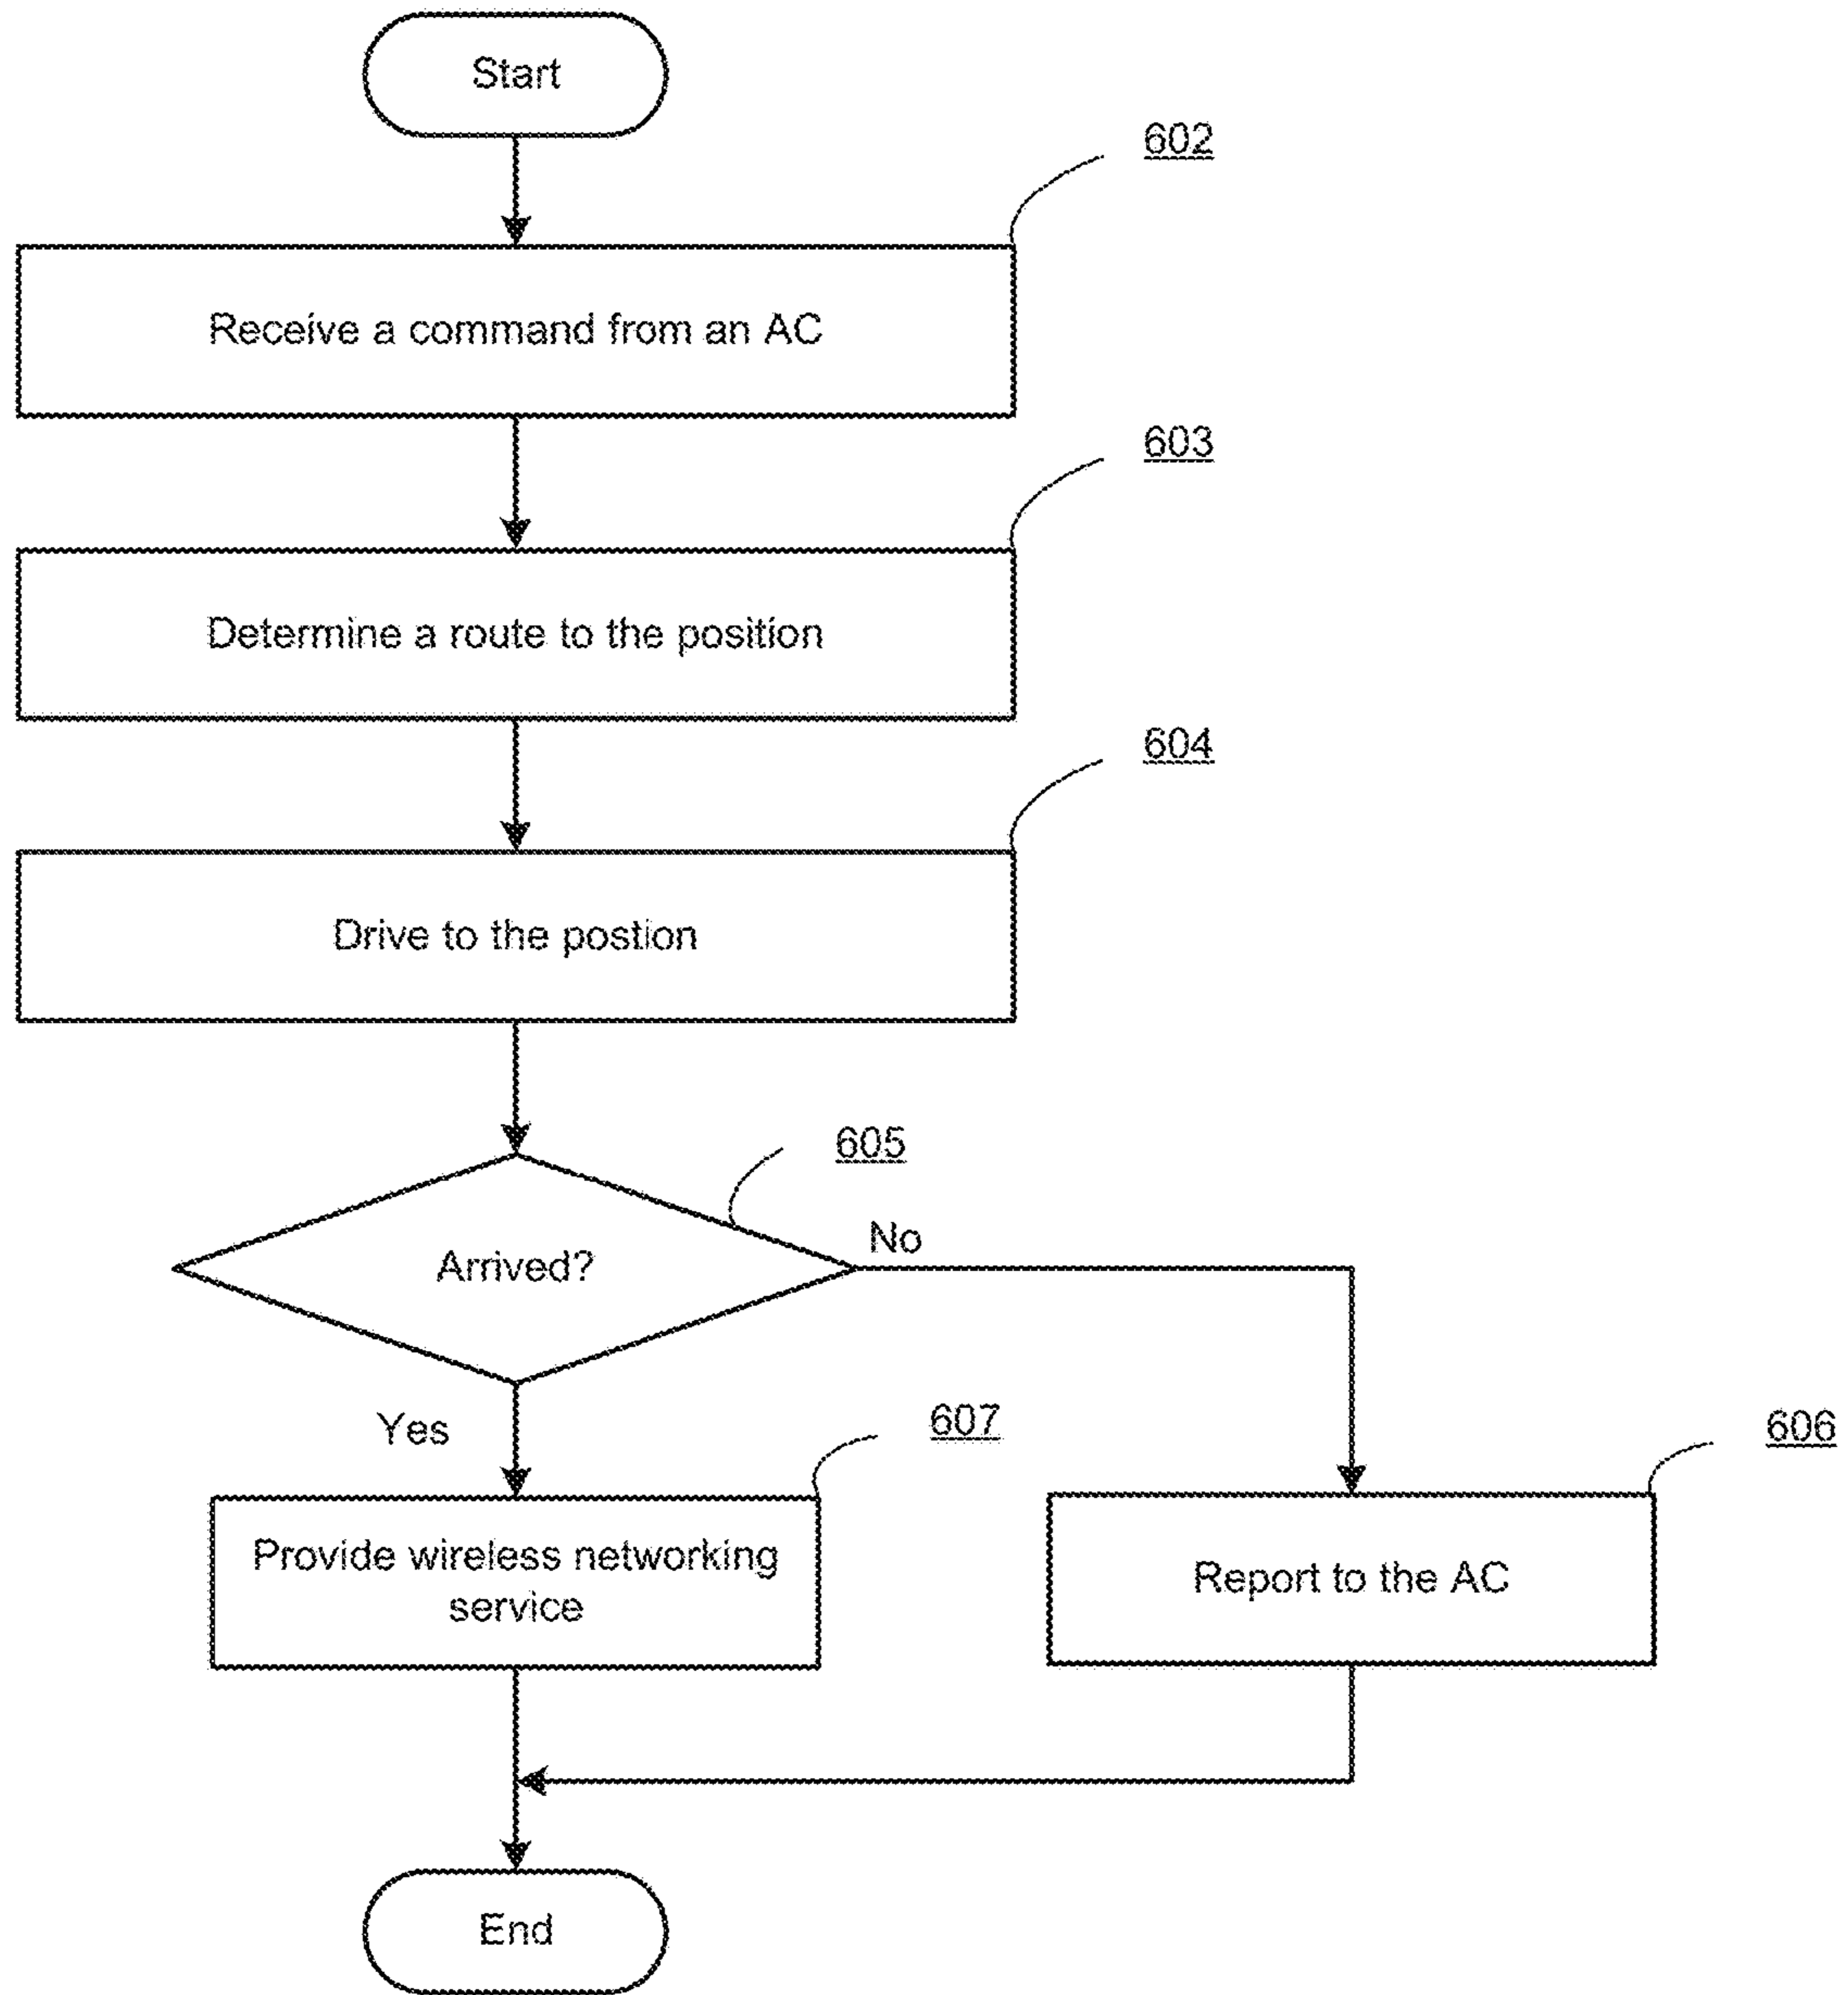 Start
602
Receive a command from an AC
603
Determine a route to the position
604
Drive to the postion
605
Arrived?
No
Yes
607
606
Provide wireless networking
service
Report to the AC
End